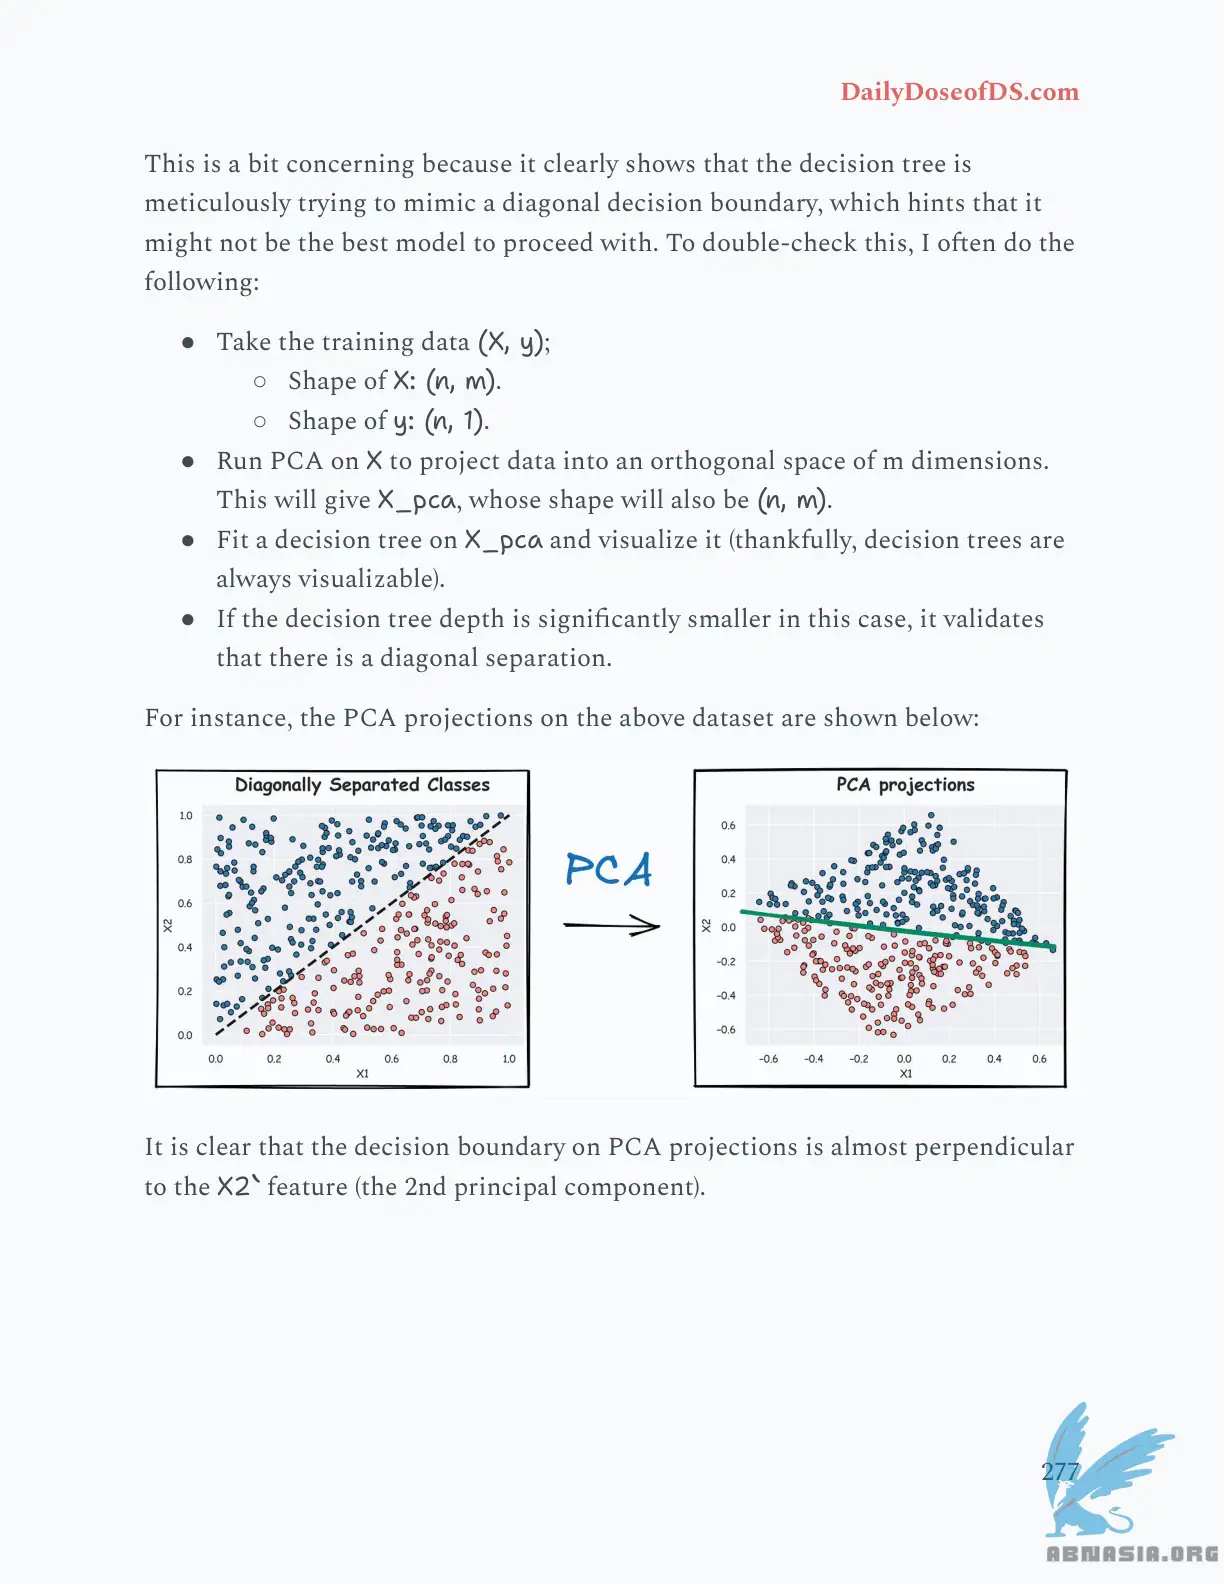 DailyDoseofDS.com
This is a bit concerning because it clearly shows that the decision tree is
meticulously trying to mimic a diagonal decision boundary, which hints that it
might not be the best model to proceed with. To double-check this, I often do the
following:
● Take the training data (X, y);
○ Shape of X: (n, m).
○ Shape of y: (n, 1).
● Run PCA on X to project data into an orthogonal space of m dimensions.
This will give X_pca, whose shape will also be (n, m).
● Fit a decision tree on X_pca and visualize it (thankfully, decision trees are
always visualizable).
● If the decision tree depth is significantly smaller in this case, it validates
that there is a diagonal separation.
For instance, the PCA projections on the above dataset are shown below:
Diagonally Separated Classes
1.0
0.8
0.6
0.4
0.2
0.0
X2
0.0 0.2 0.4 0.6 0.8 1.0
X1
PCA
PCA projections
0.6
0.4
0.2
0.0
-0.2
-0.4
-0.6
X2
-0.6 -0.4 -0.2 0.0 0.2 0.4 0.6
X1
It is clear that the decision boundary on PCA projections is almost perpendicular
to the X2` feature (the 2nd principal component).
277
ABNASIA.ORG